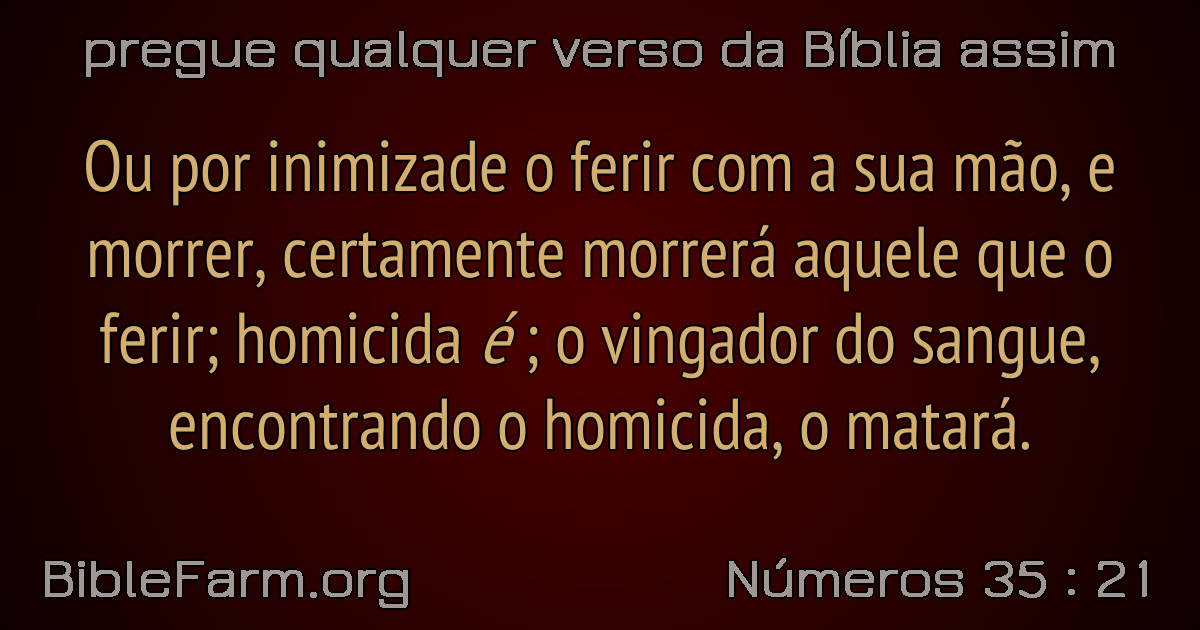 pregue qualquer verso da Bíblia assim
Ou por inimizade o ferir com a sua mão, e
morrer, certamente morrerá aquele que o
ferir; homicida é ; o vingador do sangue,
encontrando o homicida, o matará.
BibleFarm.org
Números 35 : 21